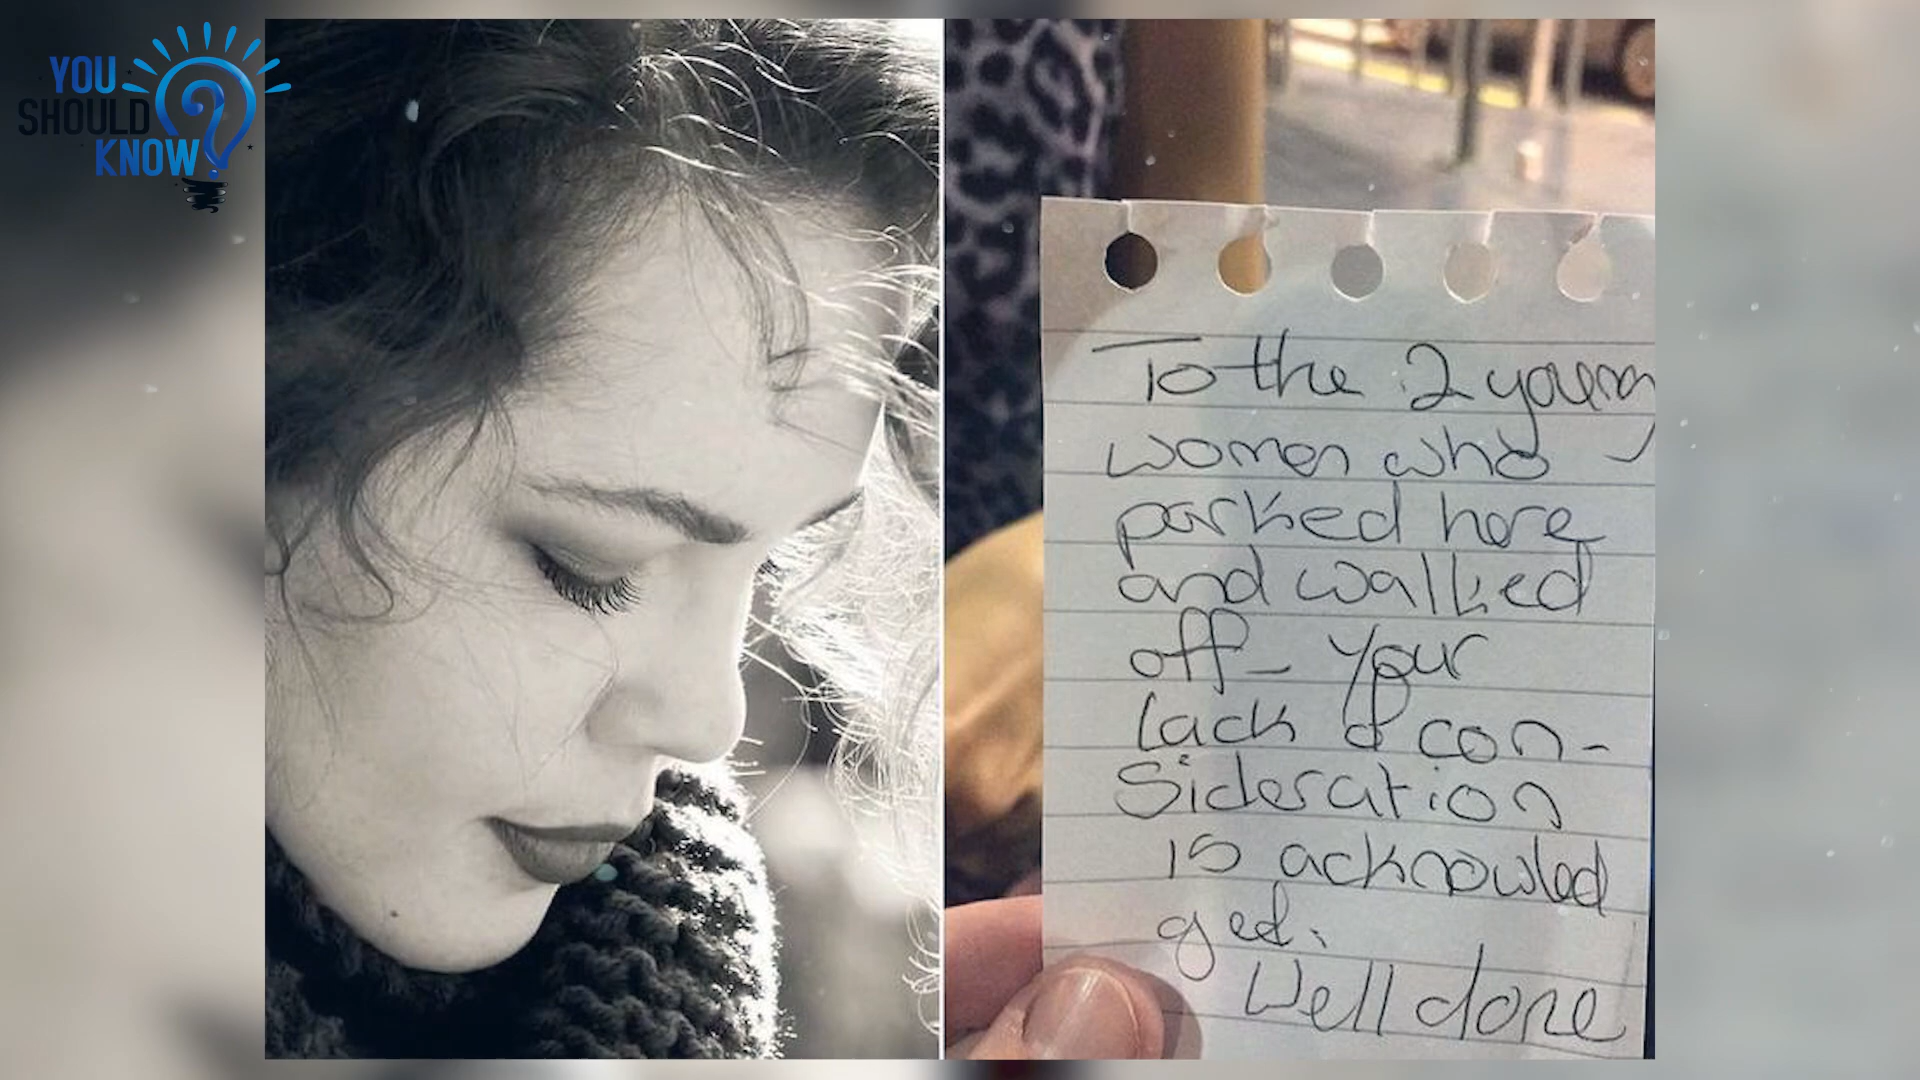 YOU
SHOULD
KNOW
To the 2 young
women who
parked here
and walked
off - Your
lack of con-
sideration
is acknowled
ged.
Well done